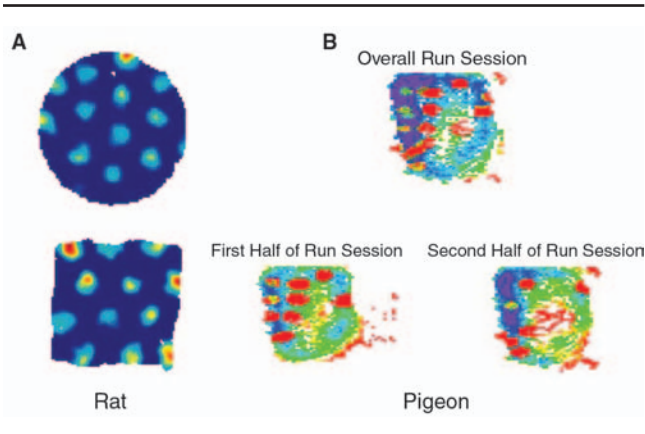 A
B
Overall Run Session
First Half of Run Session
Second Half of Run Session
Rat
Pigeon